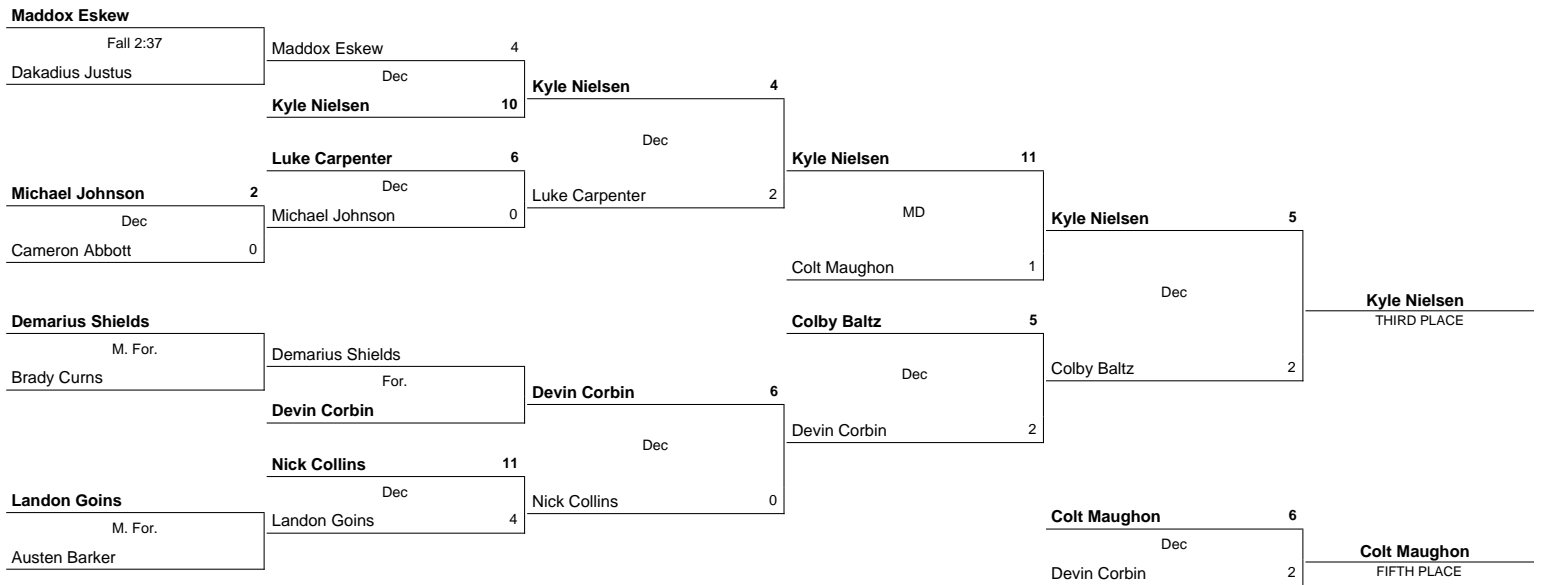 Maddox Eskew
Fall 2:37
Dakadius Justus
Michael Johnson 2
Dec
Cameron Abbott 0
Demarius Shields
M. For.
Brady Curns
Landon Goins
M. For.
Austen Barker
Maddox Eskew 4
Dec
Kyle Nielsen 10
Luke Carpenter 6
Dec
Michael Johnson 0
Demarius Shields
For.
Devin Corbin
Nick Collins 11
Dec
Landon Goins 4
Kyle Nielsen 4
Dec
Luke Carpenter 2
Devin Corbin 6
Dec
Nick Collins 0
Kyle Nielsen 11
MD
Colt Maughon 1
Colby Baltz 5
Dec
Devin Corbin 2
Kyle Nielsen 5
Dec
Colby Baltz 2
Kyle Nielsen
THIRD PLACE
Colt Maughon 6
Dec
Devin Corbin 2
Colt Maughon
FIFTH PLACE